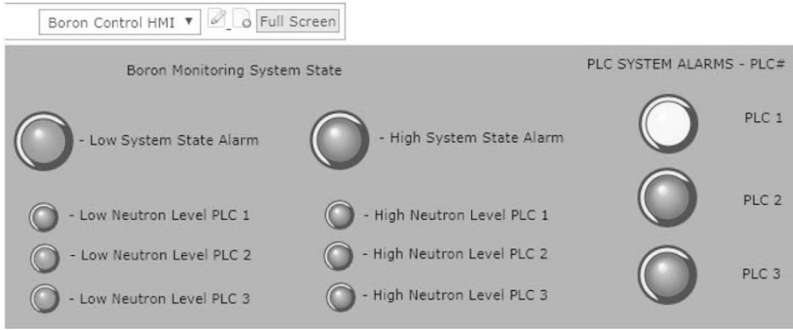 Boron Control HMI Full Screen
Boron Monitoring System State
PLC SYSTEM ALARMS - PLC#
- Low System State Alarm
- High System State Alarm
PLC 1
- Low Neutron Level PLC 1
- High Neutron Level PLC 1
PLC 2
- Low Neutron Level PLC 2
- High Neutron Level PLC 2
- Low Neutron Level PLC 3
- High Neutron Level PLC 3
PLC 3